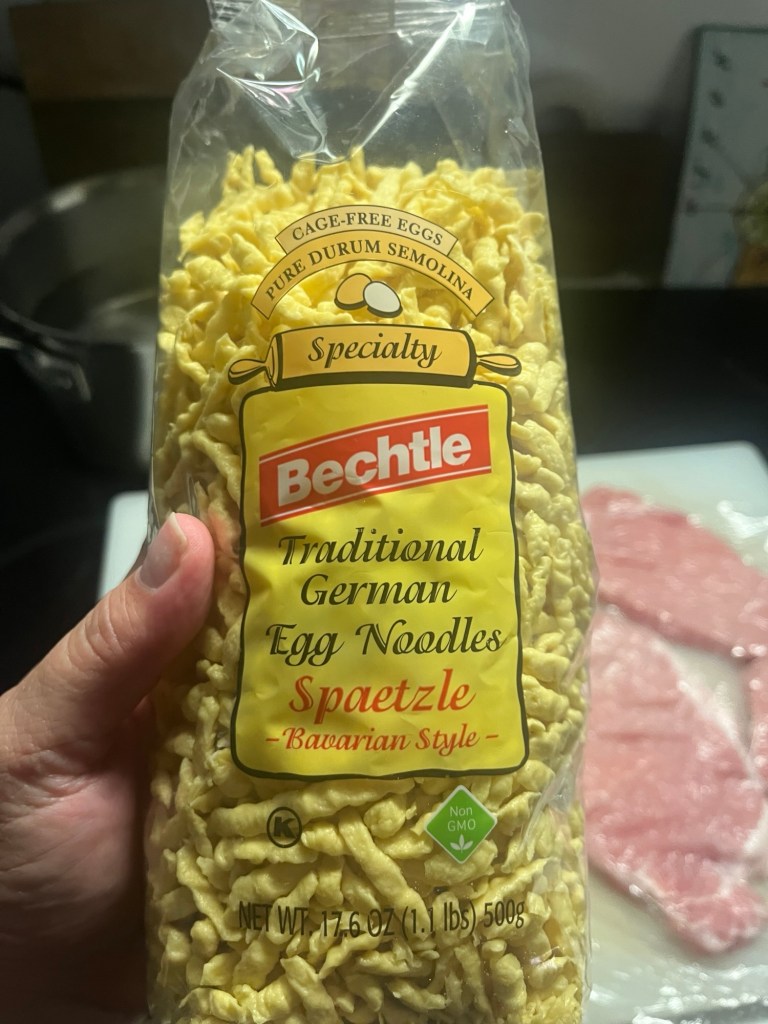 CAGE-FREE EGGS
PURE DURUM SEMOLINA
Specialty
Bechtle
Traditional
German
Egg Noodles
Spaetzle
-Bavarian Style-
K
Non
GMO
NET WT. 17.6 OZ (1.1 lbs) 500g